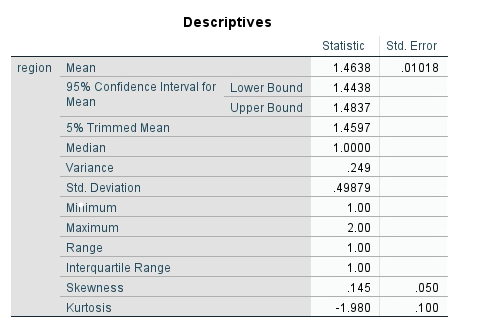 Descriptives
Statistic Std. Error
region Mean 1.4638 .01018
95% Confidence Interval for Mean Lower Bound 1.4438
Upper Bound 1.4837
5% Trimmed Mean 1.4597
Median 1.0000
Variance .249
Std. Deviation .49879
Minimum 1.00
Maximum 2.00
Range 1.00
Interquartile Range 1.00
Skewness .145 .050
Kurtosis -1.980 .100